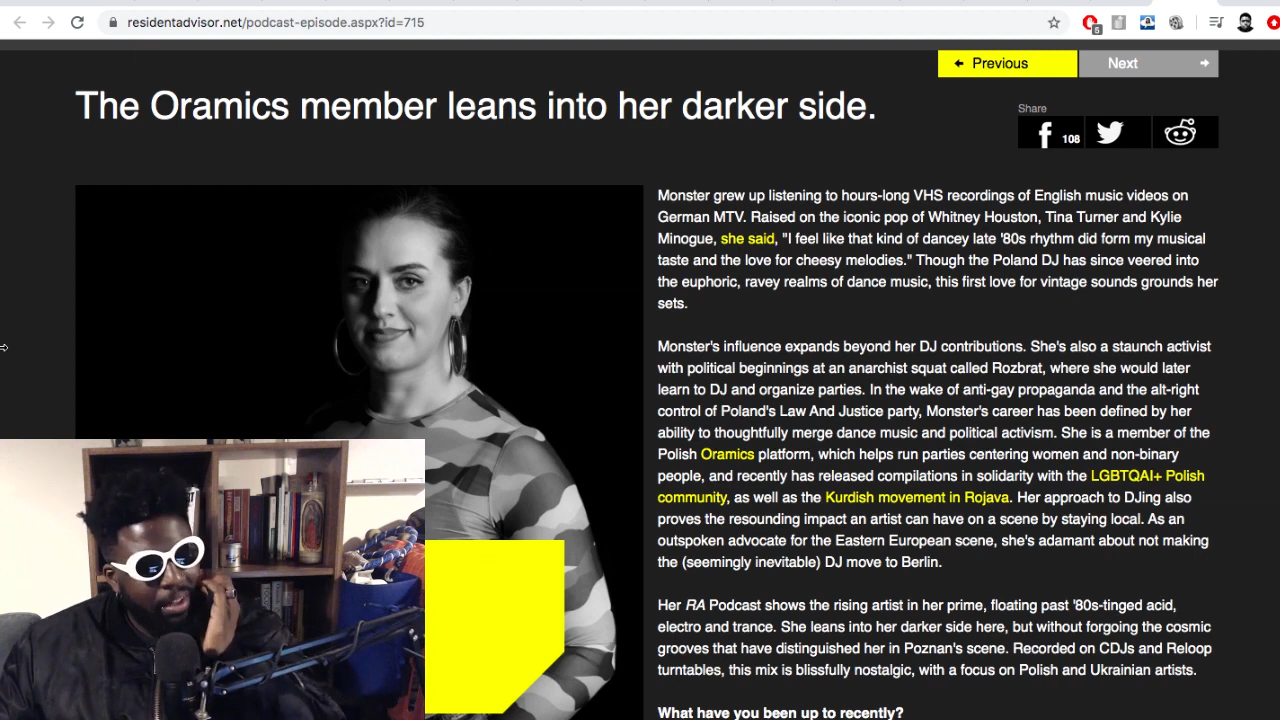 residentadvisor.net/podcast-episode.aspx?id=715
5
Previous
Next
The Oramics member leans into her darker side.
Share
108
Monster grew up listening to hours-long VHS recordings of English music videos on
German MTV. Raised on the iconic pop of Whitney Houston, Tina Turner and Kylie
Minogue, she said, "I feel like that kind of dancey late '80s rhythm did form my musical
taste and the love for cheesy melodies." Though the Poland DJ has since veered into
the euphoric, ravey realms of dance music, this first love for vintage sounds grounds her
sets.
Monster's influence expands beyond her DJ contributions. She's also a staunch activist
with political beginnings at an anarchist squat called Rozbrat, where she would later
learn to DJ and organize parties. In the wake of anti-gay propaganda and the alt-right
control of Poland's Law And Justice party, Monster's career has been defined by her
ability to thoughtfully merge dance music and political activism. She is a member of the
Polish Oramics platform, which helps run parties centering women and non-binary
people, and recently has released compilations in solidarity with the LGBTQAI+ Polish
community, as well as the Kurdish movement in Rojava. Her approach to DJing also
proves the resounding impact an artist can have on a scene by staying local. As an
outspoken advocate for the Eastern European scene, she's adamant about not making
the (seemingly inevitable) DJ move to Berlin.
Her RA Podcast shows the rising artist in her prime, floating past '80s-tinged acid,
electro and trance. She leans into her darker side here, but without forgoing the cosmic
grooves that have distinguished her in Poznan's scene. Recorded on CDJs and Reloop
turntables, this mix is blissfully nostalgic, with a focus on Polish and Ukrainian artists.
What have you been up to recently?